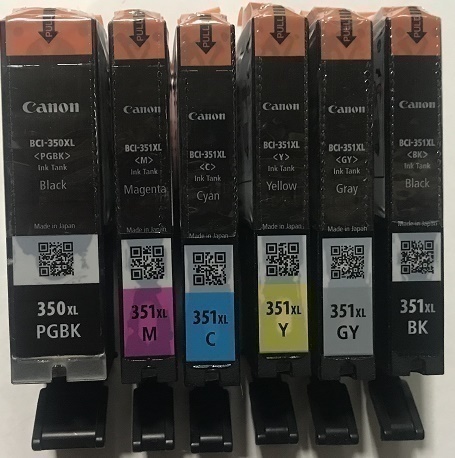 PULL
Canon
BCI-350XL
<PGBK>
Ink Tank
Black
Made in Japan
350XL
PGBK
PULL
Canon
BCI-351XL
<M>
Ink Tank
Magenta
Made in Japan
351XL
M
PULL
Canon
BCI-351XL
<C>
Ink Tank
Cyan
Made in Japan
351XL
C
PULL
Canon
BCI-351XL
<Y>
Ink Tank
Yellow
Made in Japan
351XL
Y
PULL
Canon
BCI-351XL
<GY>
Ink Tank
Gray
Made in Japan
351XL
GY
PULL
Canon
BCI-351XL
<BK>
Ink Tank
Black
Made in Japan
351XL
BK